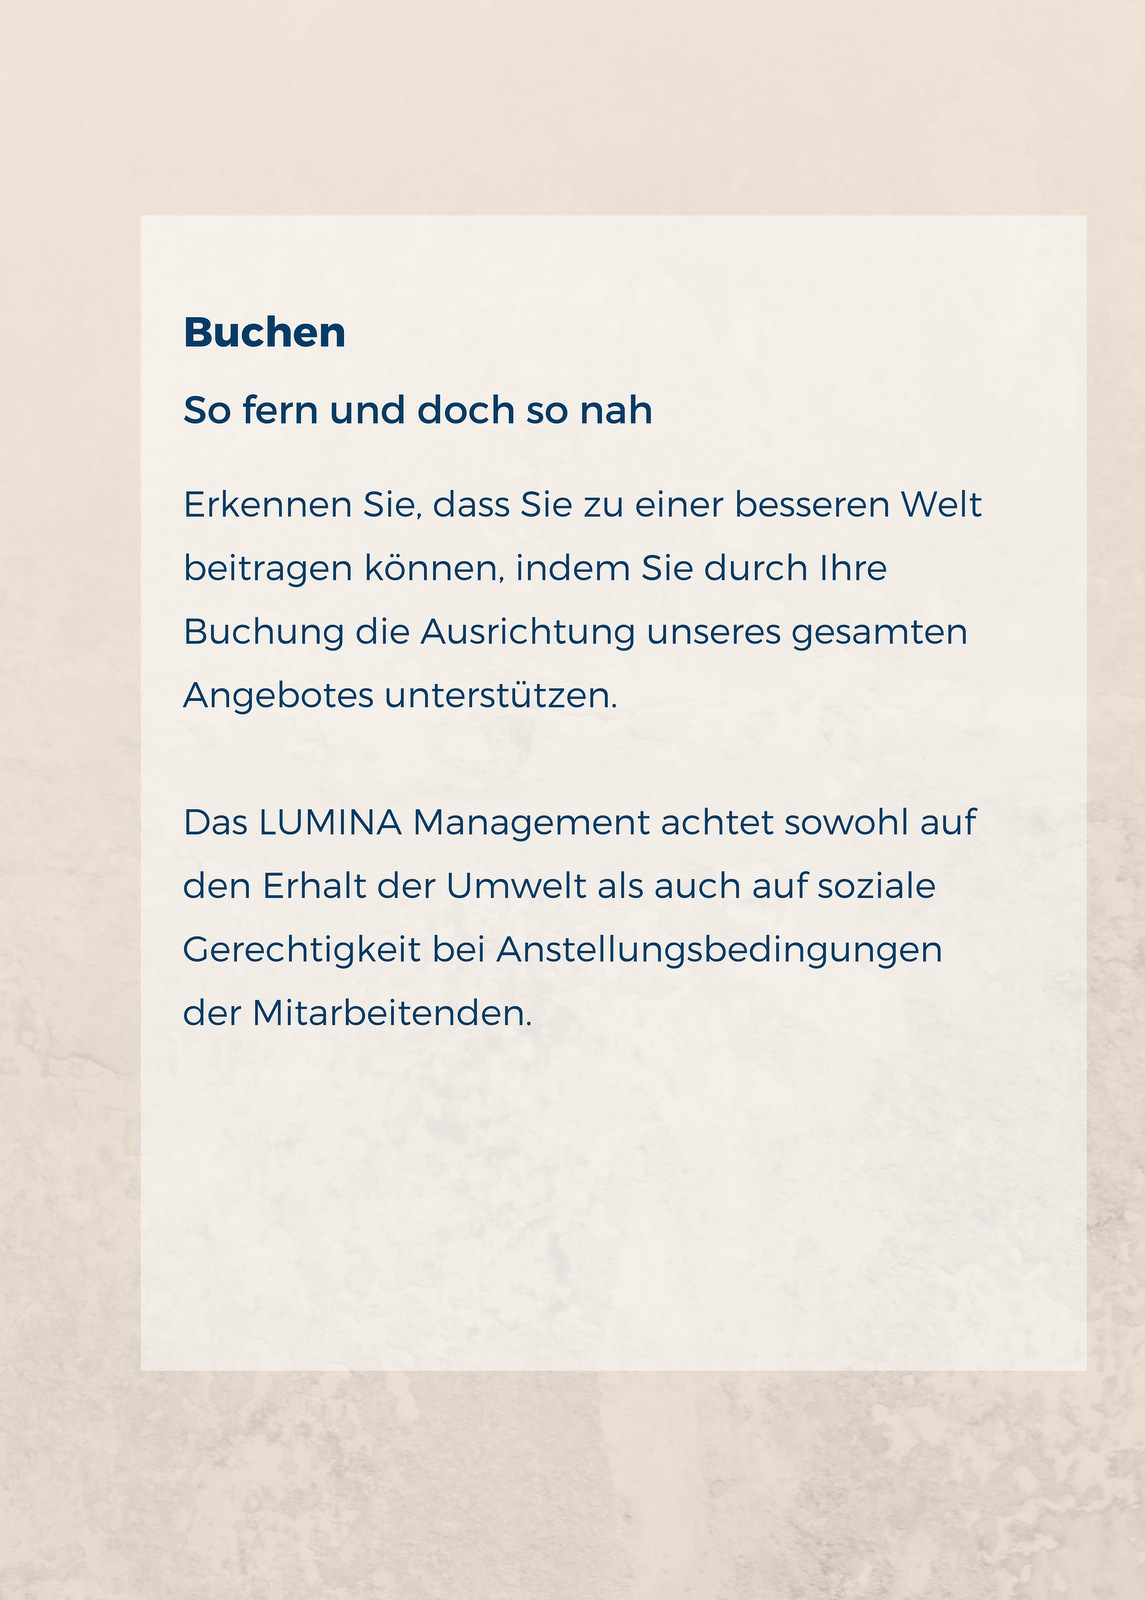 Buchen
So fern und doch so nah
Erkennen Sie, dass Sie zu einer besseren Welt
beitragen können, indem Sie durch Ihre
Buchung die Ausrichtung unseres gesamten
Angebotes unterstützen.
Das LUMINA Management achtet sowohl auf
den Erhalt der Umwelt als auch auf soziale
Gerechtigkeit bei Anstellungsbedingungen
der Mitarbeitenden.